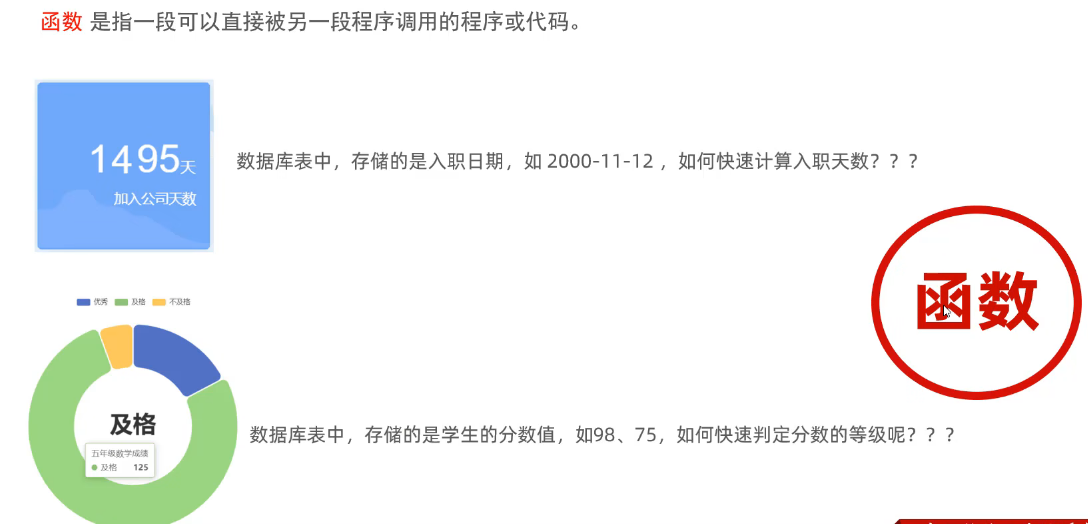 函数 是指一段可以直接被另一段程序调用的程序或代码。
1495天
加入公司天数
数据库表中，存储的是入职日期，如 2000-11-12 ，如何快速计算入职天数？？？
函数
优秀 及格 不及格
及格
五年级数学成绩
及格 125
数据库表中，存储的是学生的分数值，如98、75，如何快速判定分数的等级呢？？？